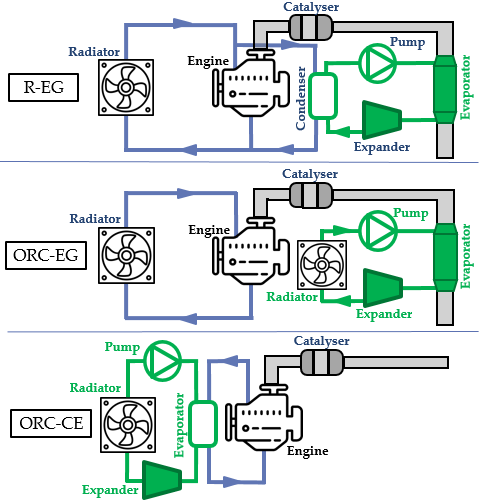 Catalyser
Radiator
Pump
Engine
R-EG
Condenser
Evaporator
Expander
Catalyser
Radiator
Pump
Engine
ORC-EG
Evaporator
Radiator
Expander
Catalyser
Pump
Radiator
Evaporator
ORC-CE
Engine
Expander